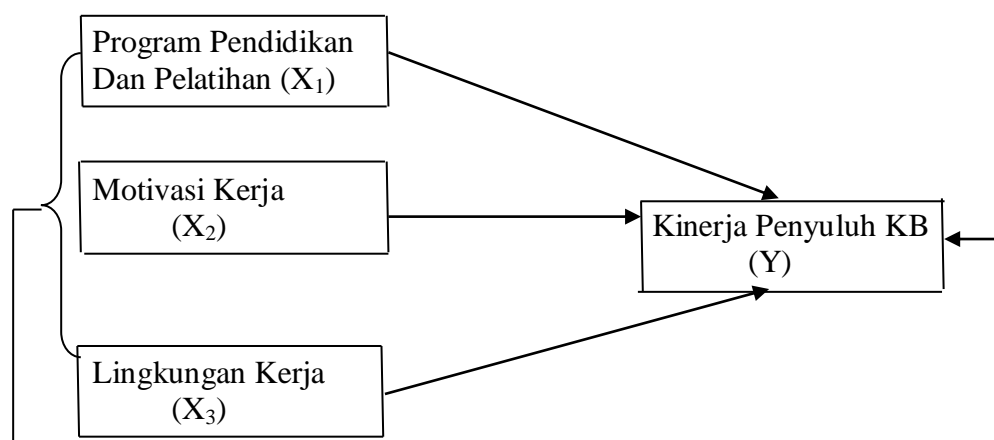 Program Pendidikan
Dan Pelatihan (X₁)
Motivasi Kerja
(X₂)
Kinerja Penyuluh KB
(Y)
Lingkungan Kerja
(X₃)